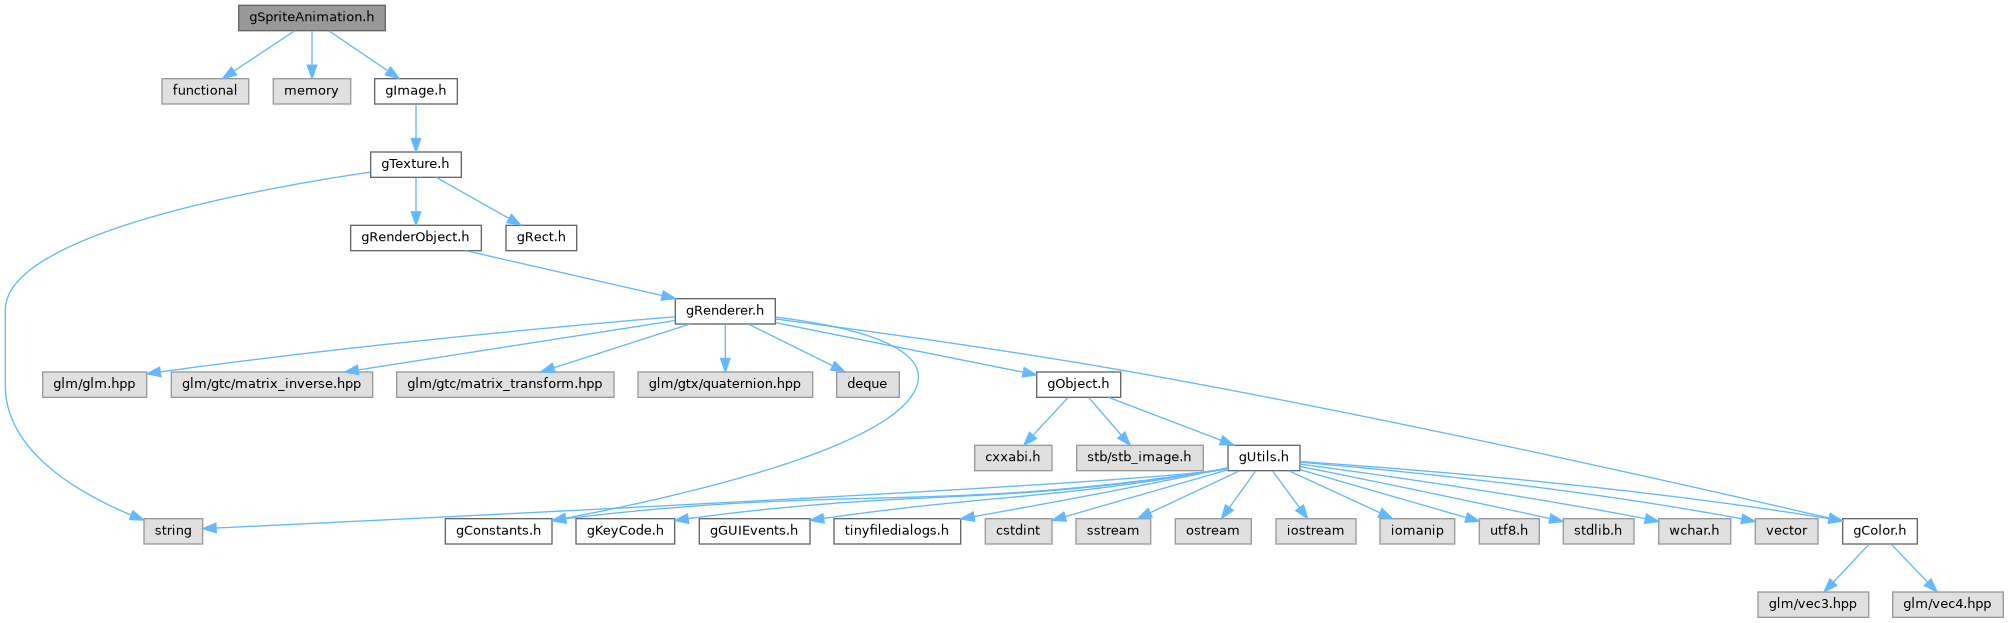 gSpriteAnimation.h
functional
memory
gImage.h
gTexture.h
gRenderObject.h
gRect.h
gRenderer.h
glm/glm.hpp
glm/gtc/matrix_inverse.hpp
glm/gtc/matrix_transform.hpp
glm/gtx/quaternion.hpp
deque
gObject.h
cxxabi.h
stb/stb_image.h
gUtils.h
string
gConstants.h
gKeyCode.h
gGUIEvents.h
tinyfiledialogs.h
cstdint
sstream
ostream
iostream
iomanip
utf8.h
stdlib.h
wchar.h
vector
gColor.h
glm/vec3.hpp
glm/vec4.hpp